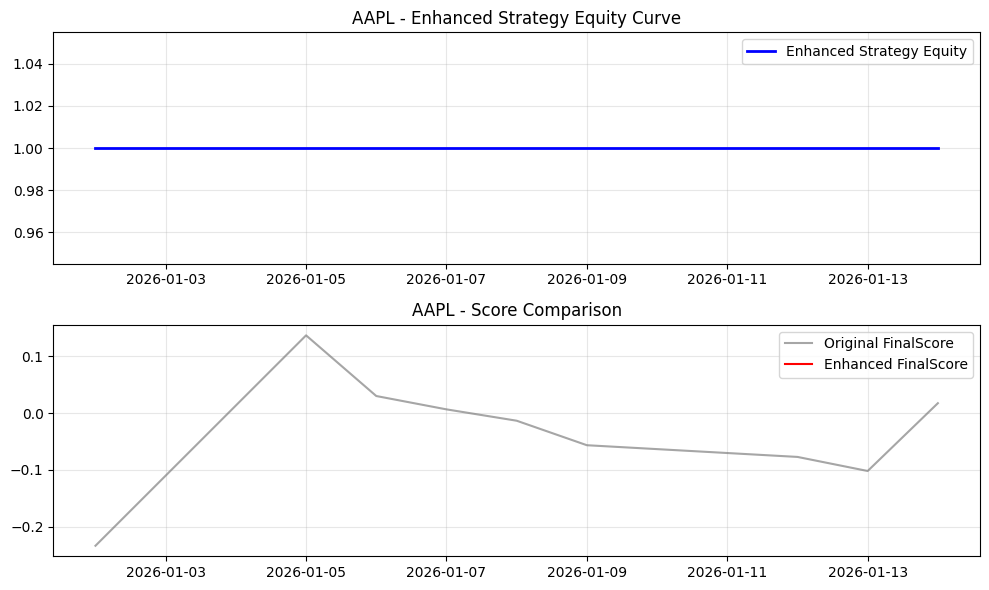 AAPL - Enhanced Strategy Equity Curve
Enhanced Strategy Equity
1.04
1.02
1.00
0.98
0.96
2026-01-03 2026-01-05 2026-01-07 2026-01-09 2026-01-11 2026-01-13
AAPL - Score Comparison
Original FinalScore
Enhanced FinalScore
0.1
0.0
−0.1
−0.2
2026-01-03 2026-01-05 2026-01-07 2026-01-09 2026-01-11 2026-01-13